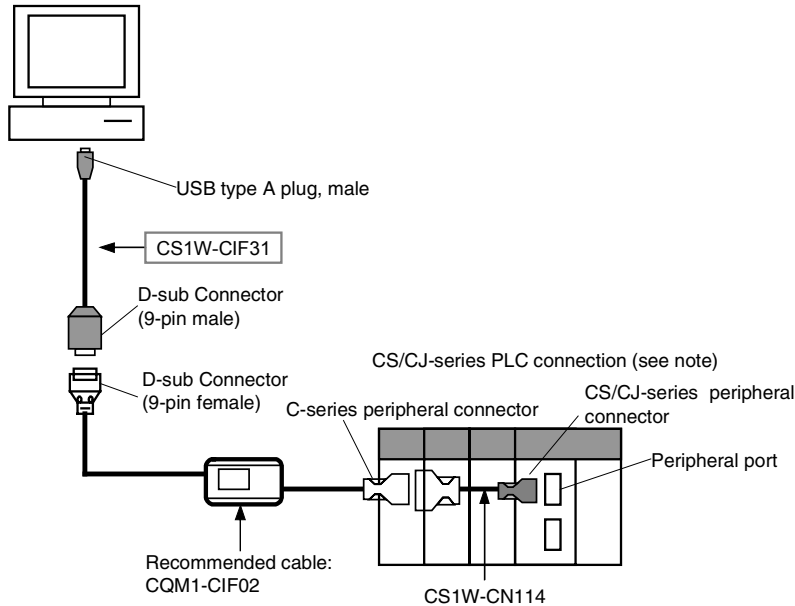 USB type A plug, male
CS1W-CIF31
D-sub Connector
(9-pin male)
CS/CJ-series PLC connection (see note)
D-sub Connector
(9-pin female)
CS/CJ-series peripheral
connector
C-series peripheral connector
Peripheral port
Recommended cable:
CQM1-CIF02
CS1W-CN114